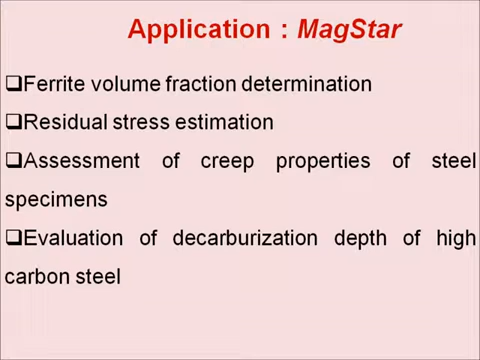 Application : MagStar
❑Ferrite volume fraction determination
❑Residual stress estimation
❑Assessment of creep properties of steel
specimens
❑Evaluation of decarburization depth of high
carbon steel